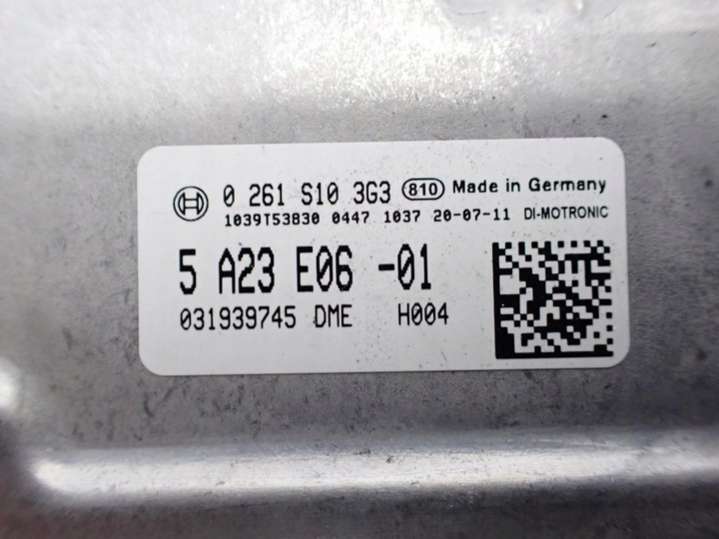 0 261 S10 3G3 810 Made in Germany
1039T53830 0447 1037 20-07-11 DI-MOTRONIC
5 A23 E06 -01
031939745 DME H004